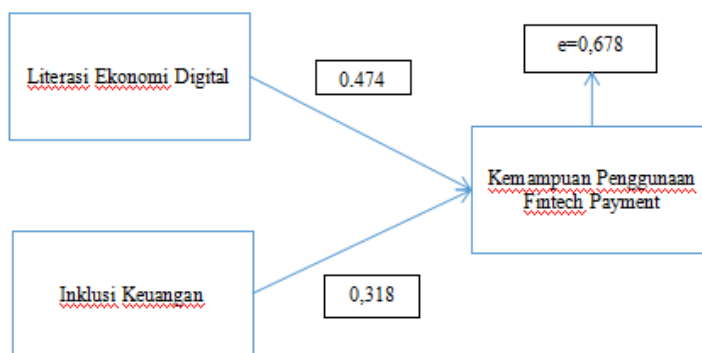 Literasi Ekonomi Digital
0.474
e=0,678
Kemampuan Penggunaan
Fintech Payment
Inklusi Keuangan
0,318